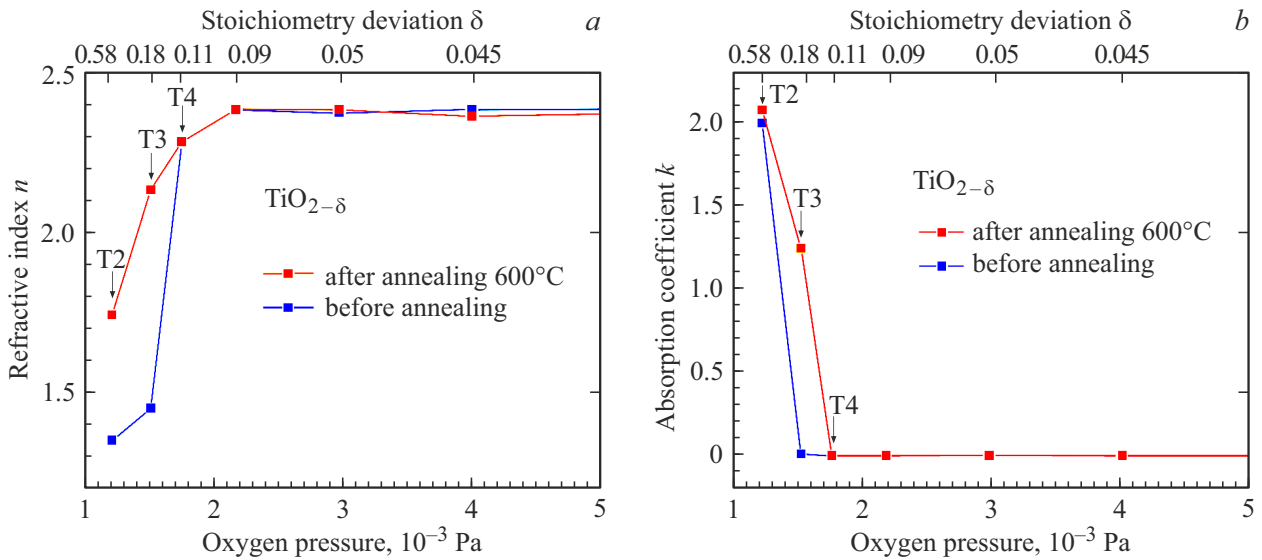 Stoichiometry deviation δ
a
0.58 0.18 0.11 0.09 0.05 0.045
2.5
2.0
1.5
Refractive index n
T4
T3
T2
TiO2−δ
after annealing 600°C
before annealing
1 2 3 4 5
Oxygen pressure, 10−3 Pa
Stoichiometry deviation δ
b
0.58 0.18 0.11 0.09 0.05 0.045
2.0
1.5
1.0
0.5
0
Absorption coefficient k
T2
T3
T4
TiO2−δ
after annealing 600°C
before annealing
1 2 3 4 5
Oxygen pressure, 10−3 Pa